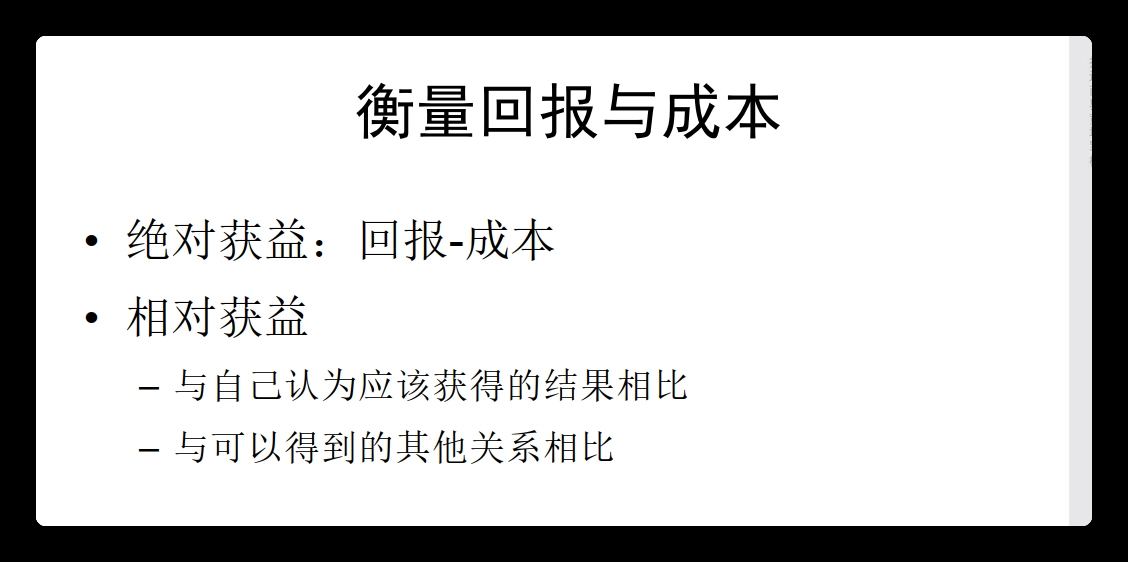 衡量回报与成本
• 绝对获益：回报-成本
• 相对获益
– 与自己认为应该获得的结果相比
– 与可以得到的其他关系相比